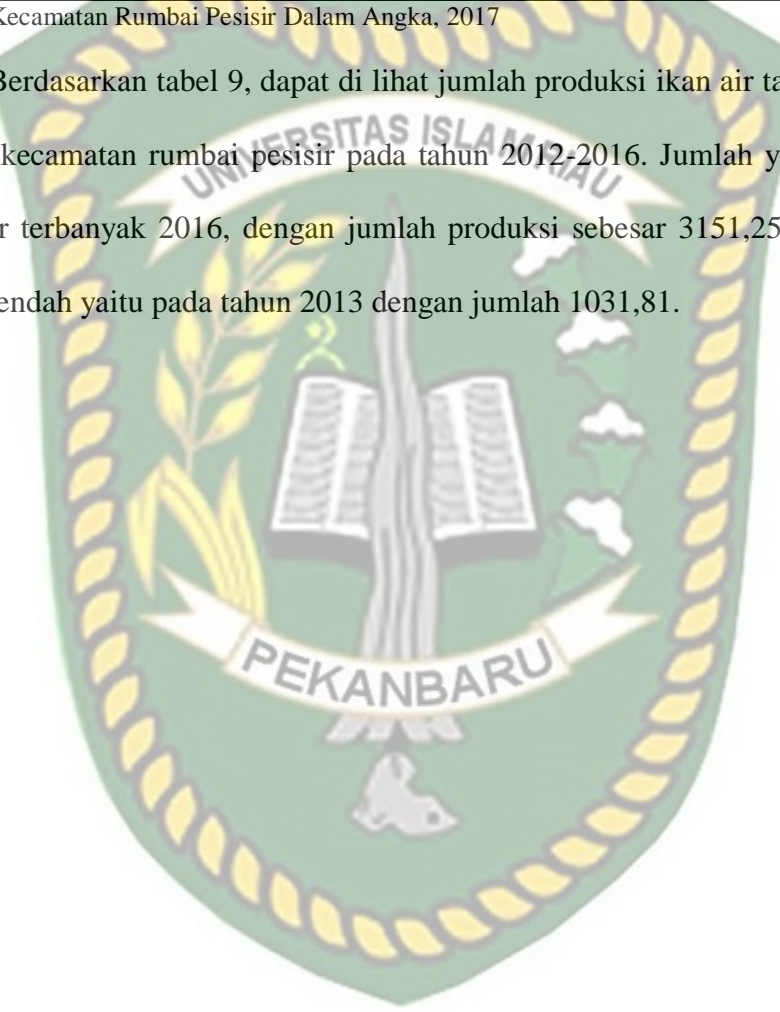 Kecamatan Rumbai Pesisir Dalam Angka, 2017
Berdasarkan tabel 9, dapat di lihat jumlah produksi ikan air ta
kecamatan rumbai pesisir pada tahun 2012-2016. Jumlah y
r terbanyak 2016, dengan jumlah produksi sebesar 3151,25
endah yaitu pada tahun 2013 dengan jumlah 1031,81.
UNIVERSITAS ISLAM RIAU
PEKANBARU